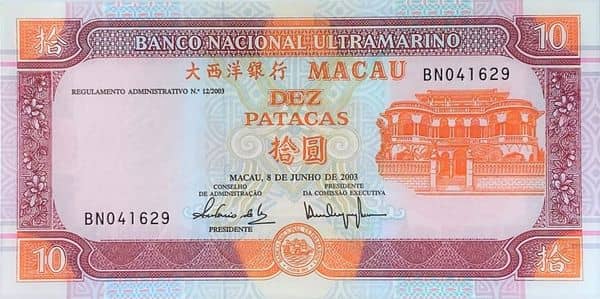 拾
BANCO NACIONAL ULTRAMARINO
10
大西洋銀行 MACAU
BN041629
REGULAMENTO ADMINISTRATIVO N.º 12/2003
DEZ
PATACAS
拾圓
MACAU, 8 DE JUNHO DE 2003
CONSELHO
DE ADMINISTRAÇÃO
PRESIDENTE
DA COMISSÃO EXECUTIVA
BN041629
PRESIDENTE
10
拾